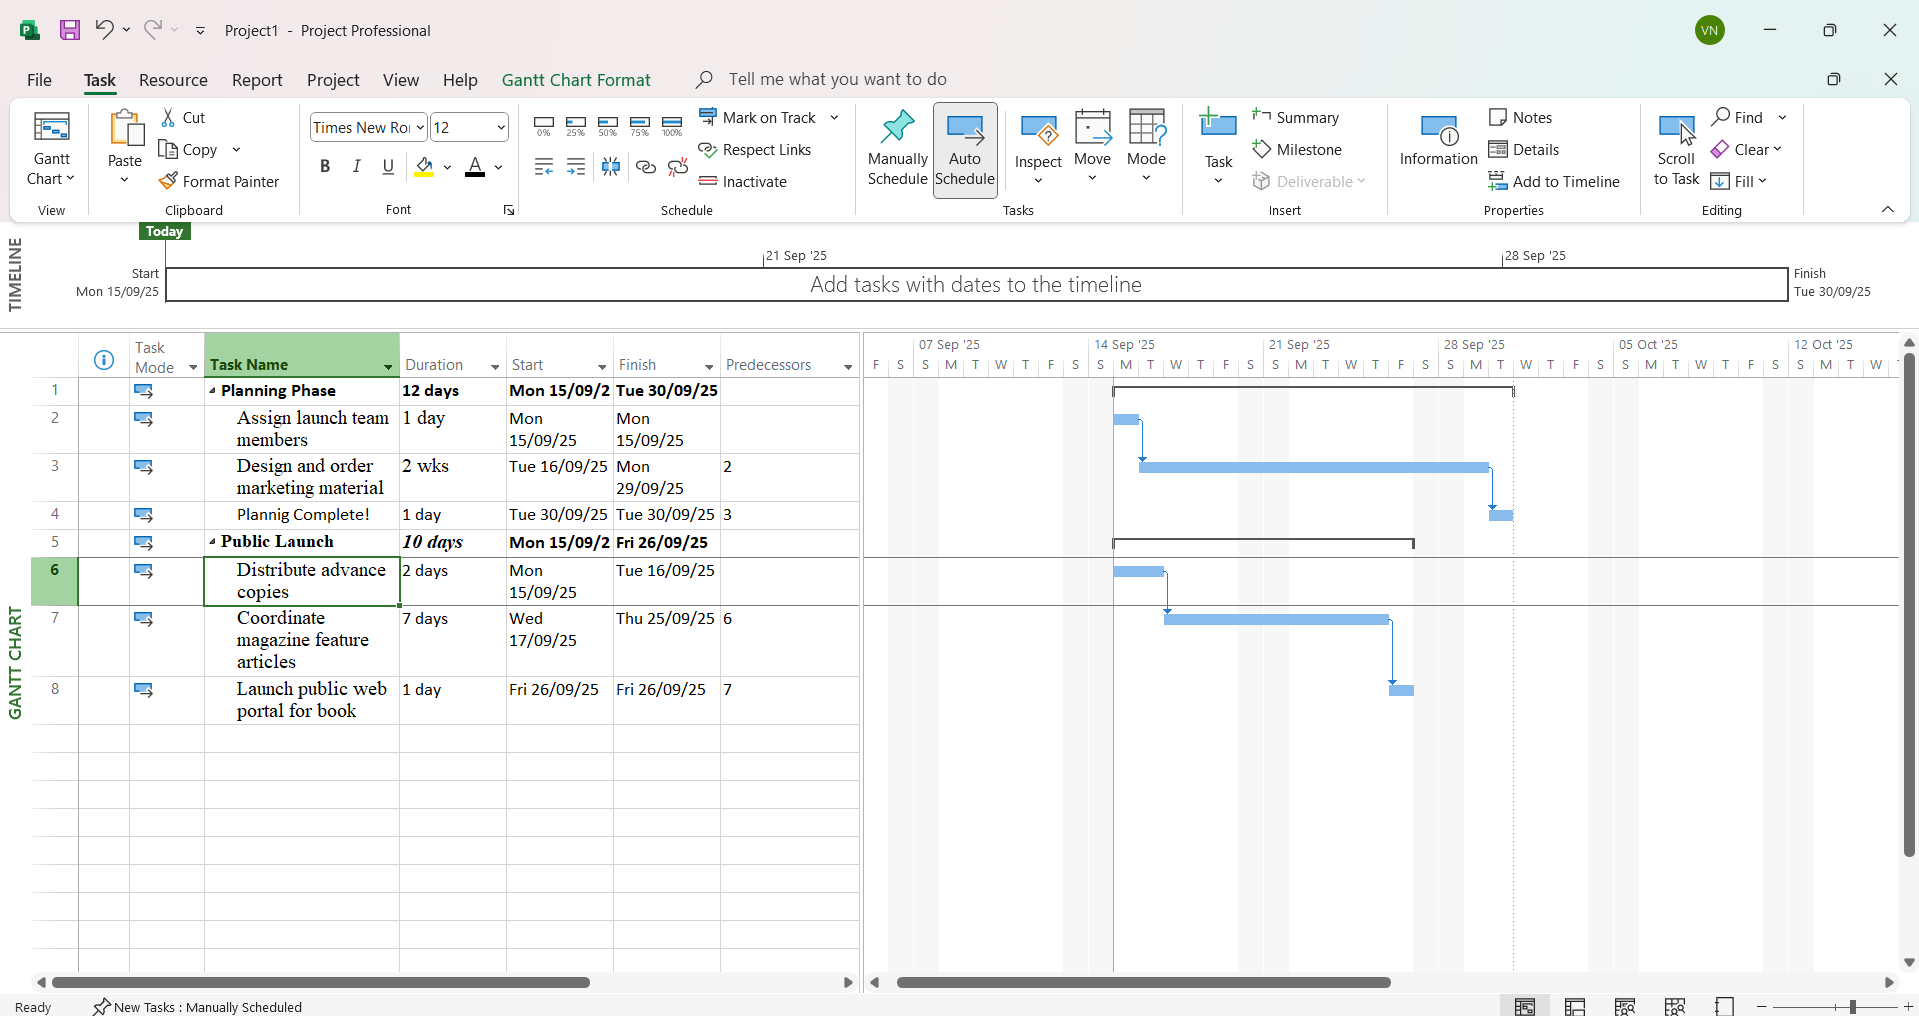 Project1 - Project Professional
VN
File Task Resource Report Project View Help Gantt Chart Format Tell me what you want to do
Gantt Chart
View
Paste
Cut
Copy
Format Painter
Clipboard
Times New Ro 12
B I U A
Font
0% 25% 50% 75% 100%
Mark on Track
Respect Links
Inactivate
Schedule
Manually Schedule
Auto Schedule
Inspect
Move
Mode
Tasks
Task
Summary
Milestone
Deliverable
Insert
Information
Notes
Details
Add to Timeline
Properties
Scroll to Task
Find
Clear
Fill
Editing
TIMELINE
Today
21 Sep '25
28 Sep '25
Start
Mon 15/09/25
Add tasks with dates to the timeline
Finish
Tue 30/09/25
GANTT CHART
Task Mode Task Name Duration Start Finish Predecessors
1 Planning Phase 12 days Mon 15/09/2 Tue 30/09/25
2 Assign launch team members 1 day Mon 15/09/25 Mon 15/09/25
3 Design and order marketing material 2 wks Tue 16/09/25 Mon 29/09/25 2
4 Plannig Complete! 1 day Tue 30/09/25 Tue 30/09/25 3
5 Public Launch 10 days Mon 15/09/2 Fri 26/09/25
6 Distribute advance copies 2 days Mon 15/09/25 Tue 16/09/25
7 Coordinate magazine feature articles 7 days Wed 17/09/25 Thu 25/09/25 6
8 Launch public web portal for book 1 day Fri 26/09/25 Fri 26/09/25 7
07 Sep '25 14 Sep '25 21 Sep '25 28 Sep '25 05 Oct '25 12 Oct '25
F S S M T W T F S S M T W T F S S M T W T F S S M T W T F S S M T W T F S S M T W
Ready New Tasks : Manually Scheduled